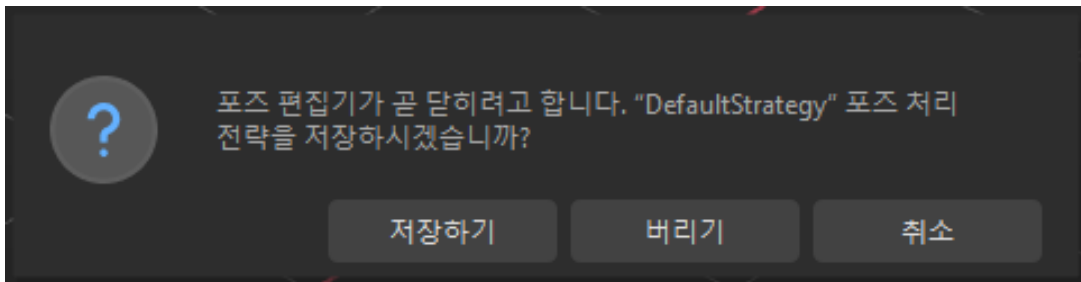 포즈 편집기가 곧 닫히려고 합니다. “DefaultStrategy” 포즈 처리
전략을 저장하시겠습니까?
저장하기 버리기 취소